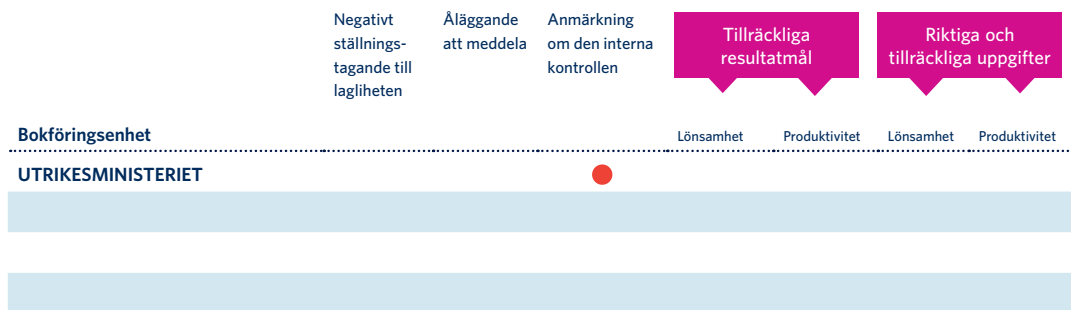 Negativt
ställnings-
tagande till
lagliheten
Åläggande
att meddela
Anmärkning
om den interna
kontrollen
Tillräckliga
resultatmål
Riktiga och
tillräckliga uppgifter
Bokföringsenhet
Lönsamhet
Produktivitet
Lönsamhet
Produktivitet
UTRIKESMINISTERIET